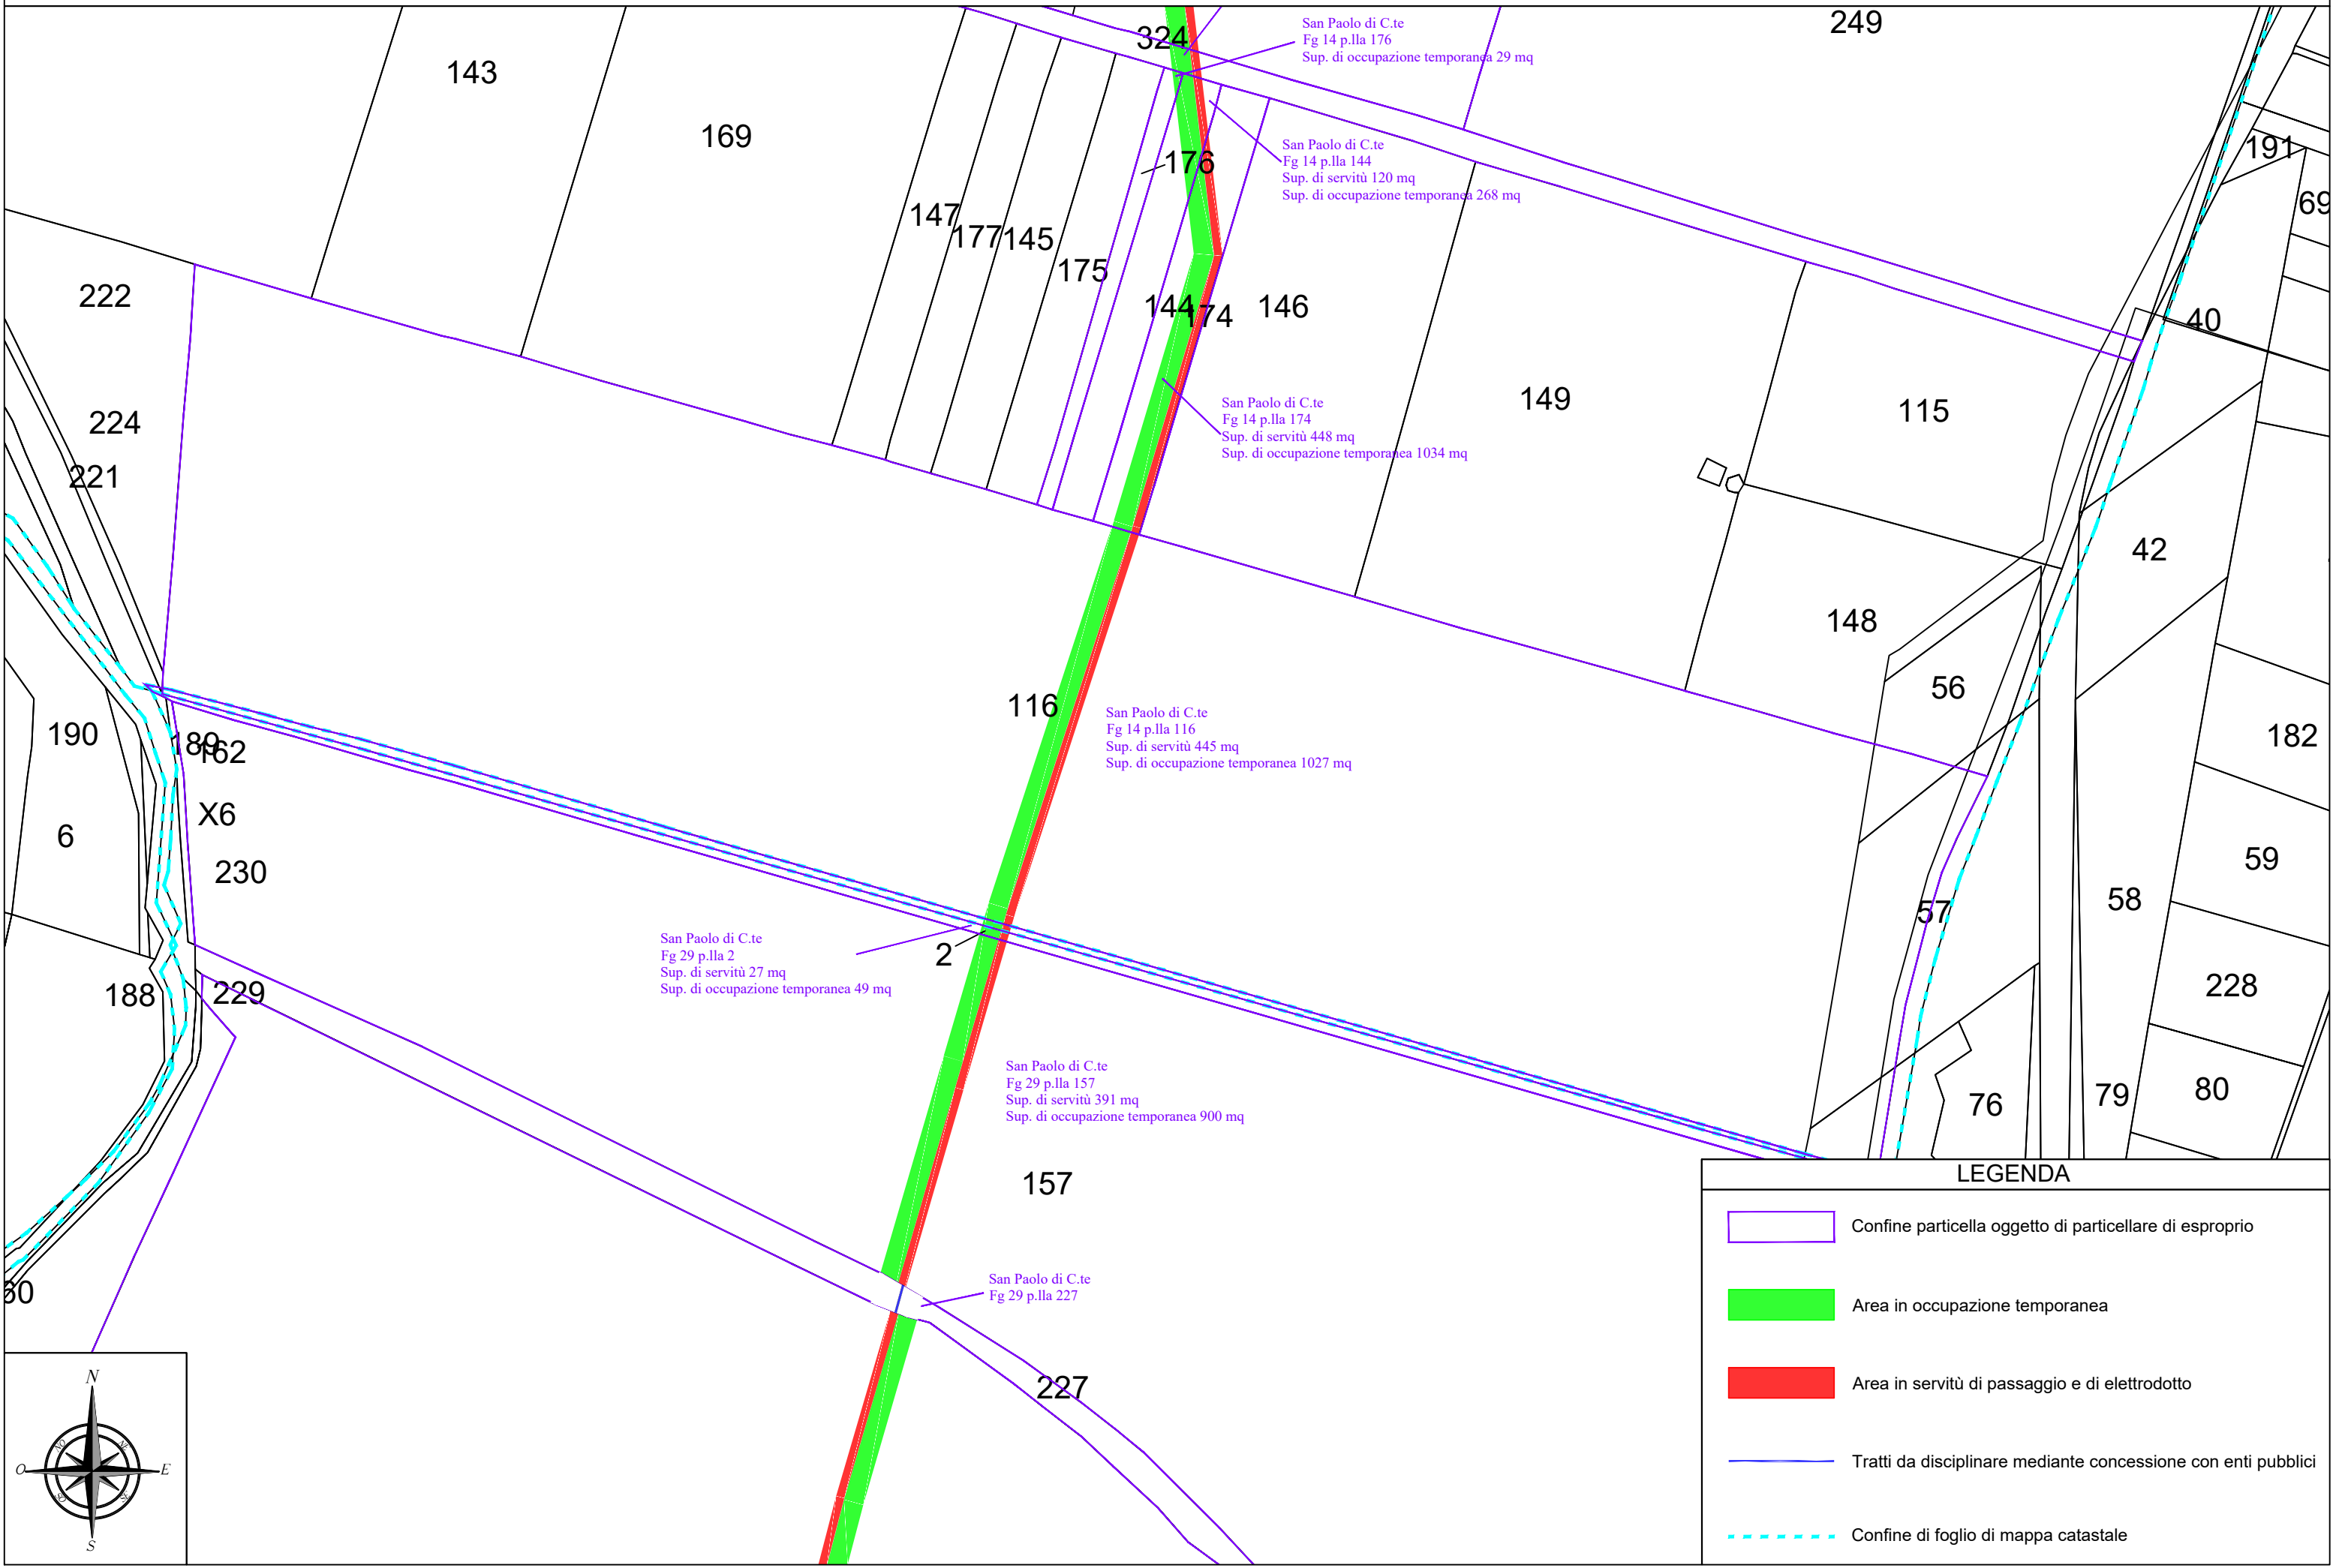 249
324
San Paolo di C.te
Fg 14 p.lla 176
Sup. di occupazione temporanea 29 mq
143
169
191
San Paolo di C.te
Fg 14 p.lla 144
Sup. di servitù 120 mq
Sup. di occupazione temporanea 268 mq
176
69
147
177
145
175
222
144
174
146
40
224
San Paolo di C.te
Fg 14 p.lla 174
Sup. di servitù 448 mq
Sup. di occupazione temporanea 1034 mq
149
115
221
42
148
56
116
San Paolo di C.te
Fg 14 p.lla 116
Sup. di servitù 445 mq
Sup. di occupazione temporanea 1027 mq
190
189
162
182
X6
6
230
59
58
57
San Paolo di C.te
Fg 29 p.lla 2
Sup. di servitù 27 mq
Sup. di occupazione temporanea 49 mq
2
188
229
228
San Paolo di C.te
Fg 29 p.lla 157
Sup. di servitù 391 mq
Sup. di occupazione temporanea 900 mq
76
79
80
157
San Paolo di C.te
Fg 29 p.lla 227
227
LEGENDA
Confine particella oggetto di particellare di esproprio
Area in occupazione temporanea
Area in servitù di passaggio e di elettrodotto
Tratti da disciplinare mediante concessione con enti pubblici
Confine di foglio di mappa catastale
N
NO
NE
O
E
SO
SE
S